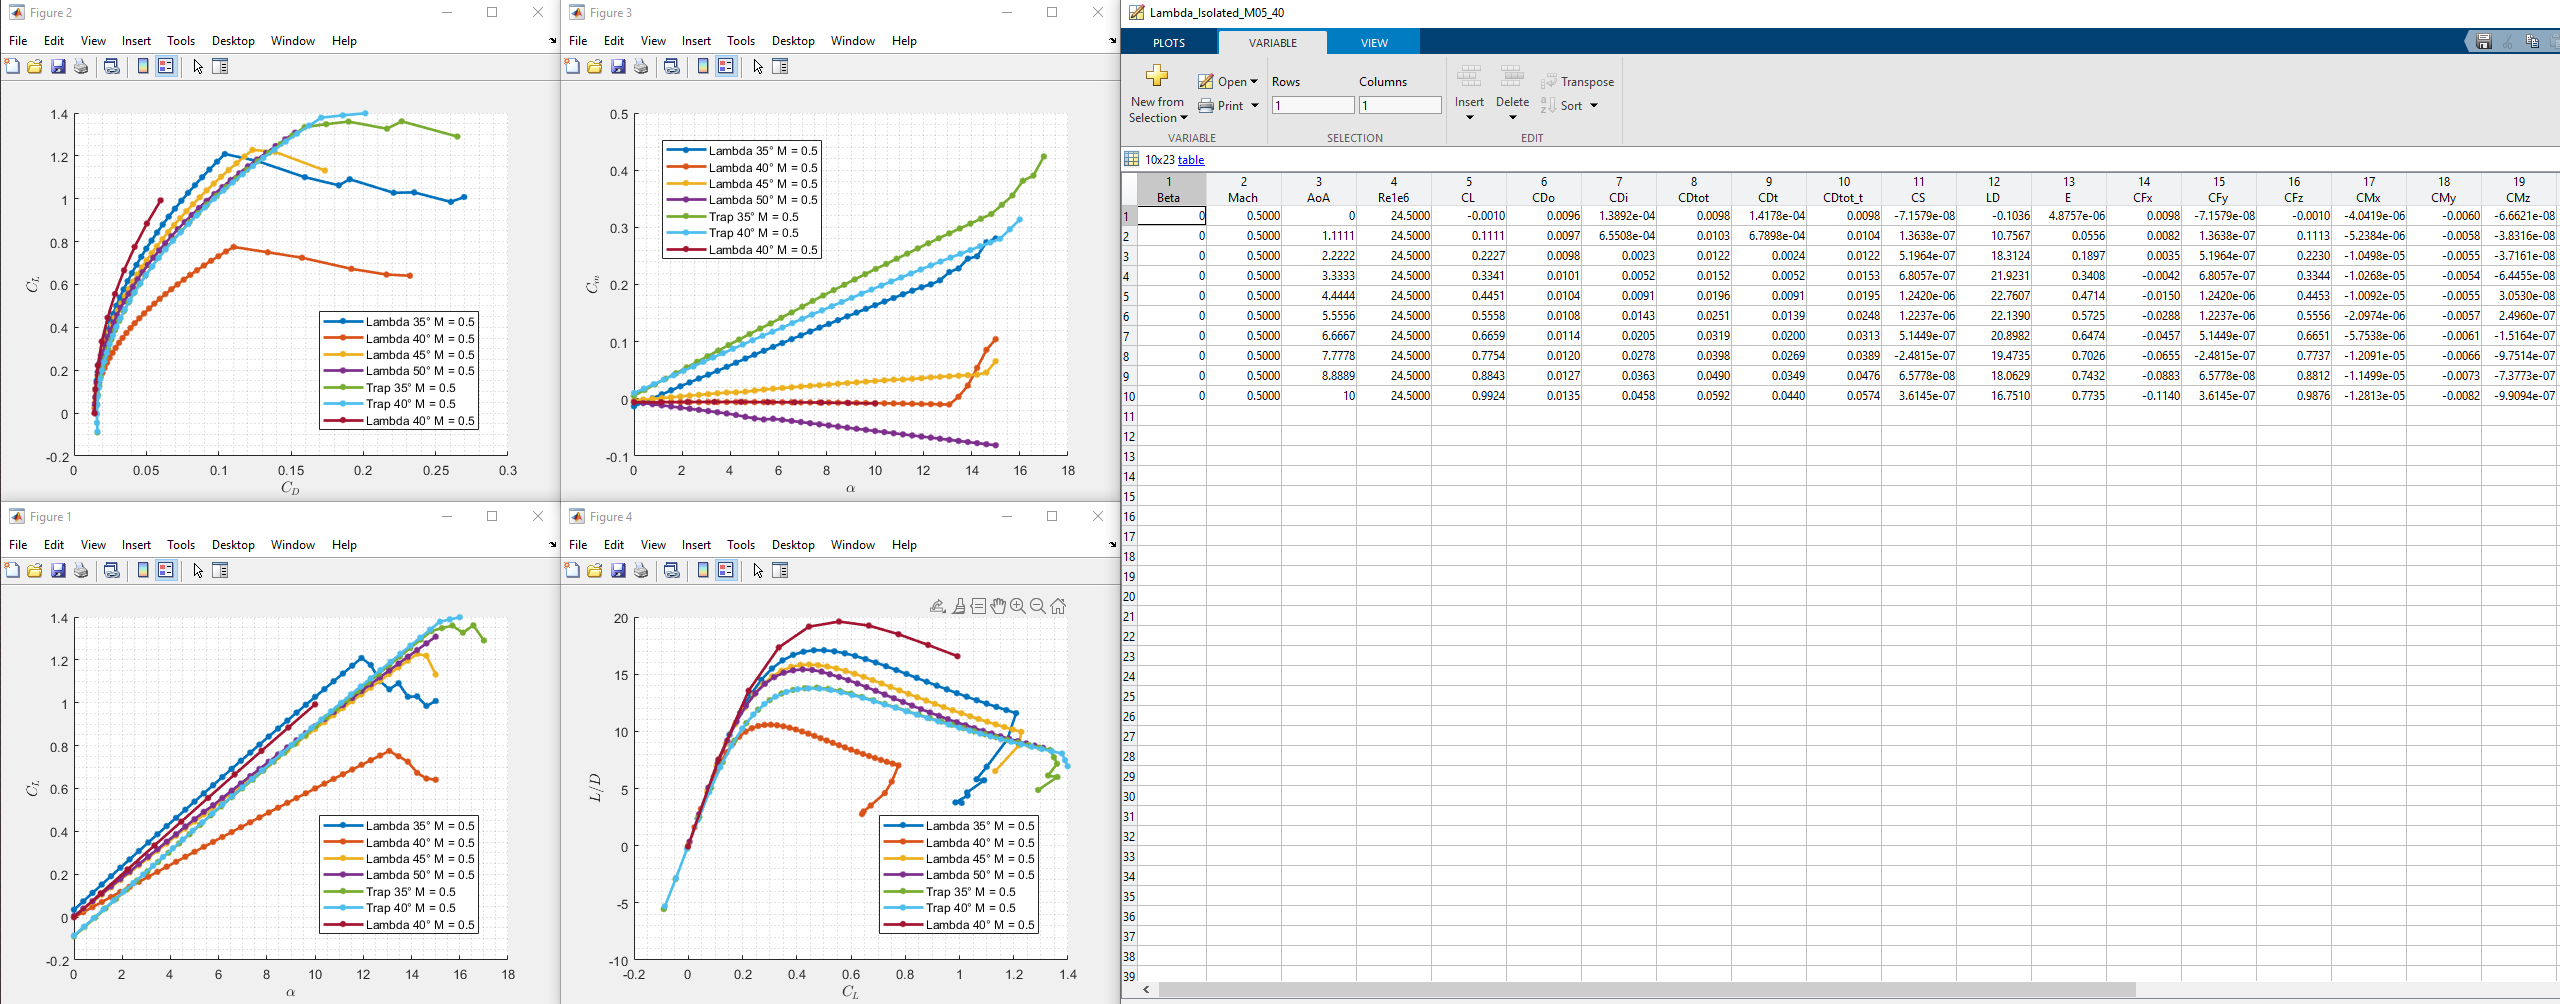 Figure 2
File Edit View Insert Tools Desktop Window Help
1.4
1.2
1
0.8
0.6
0.4
0.2
0
-0.2
C_L
0 0.05 0.1 0.15 0.2 0.25 0.3
C_D
Lambda 35° M = 0.5
Lambda 40° M = 0.5
Lambda 45° M = 0.5
Lambda 50° M = 0.5
Trap 35° M = 0.5
Trap 40° M = 0.5
Lambda 40° M = 0.5
Figure 3
File Edit View Insert Tools Desktop Window Help
0.5
0.4
0.3
0.2
0.1
0
-0.1
C_m
0 2 4 6 8 10 12 14 16 18
α
Lambda 35° M = 0.5
Lambda 40° M = 0.5
Lambda 45° M = 0.5
Lambda 50° M = 0.5
Trap 35° M = 0.5
Trap 40° M = 0.5
Lambda 40° M = 0.5
Figure 1
File Edit View Insert Tools Desktop Window Help
1.4
1.2
1
0.8
0.6
0.4
0.2
0
-0.2
C_L
0 2 4 6 8 10 12 14 16 18
α
Lambda 35° M = 0.5
Lambda 40° M = 0.5
Lambda 45° M = 0.5
Lambda 50° M = 0.5
Trap 35° M = 0.5
Trap 40° M = 0.5
Lambda 40° M = 0.5
Figure 4
File Edit View Insert Tools Desktop Window Help
20
15
10
5
0
-5
-10
L/D
-0.2 0 0.2 0.4 0.6 0.8 1 1.2 1.4
C_L
Lambda 35° M = 0.5
Lambda 40° M = 0.5
Lambda 45° M = 0.5
Lambda 50° M = 0.5
Trap 35° M = 0.5
Trap 40° M = 0.5
Lambda 40° M = 0.5
Lambda_Isolated_M05_40
PLOTS VARIABLE VIEW
New from
Selection
Open
Print
VARIABLE
Rows Columns
1 1
SELECTION
Insert Delete
Transpose
Sort
EDIT
10x23 table
1 2 3 4 5 6 7 8 9 10 11 12 13 14 15 16 17 18 19
Beta Mach AoA Re1e6 CL CDo CDi CDtot CDt CDtot_t CS LD E CFx CFy CFz CMx CMy CMz
1 0 0.5000 0 24.5000 -0.0010 0.0096 1.3892e-04 0.0098 1.4178e-04 0.0098 -7.1579e-08 -0.1036 4.8757e-06 0.0098 -7.1579e-08 -0.0010 -4.0419e-06 -0.0060 -6.6621e-08
2 0 0.5000 1.1111 24.5000 0.1111 0.0097 6.5508e-04 0.0103 6.7898e-04 0.0104 1.3638e-07 10.7567 0.0556 0.0082 1.3638e-07 0.1113 -5.2384e-06 -0.0058 -3.8316e-08
3 0 0.5000 2.2222 24.5000 0.2227 0.0098 0.0023 0.0122 0.0024 0.0122 5.1964e-07 18.3124 0.1897 0.0035 5.1964e-07 0.2230 -1.0498e-05 -0.0055 -3.7161e-08
4 0 0.5000 3.3333 24.5000 0.3341 0.0101 0.0052 0.0152 0.0052 0.0153 6.8057e-07 21.9231 0.3408 -0.0042 6.8057e-07 0.3344 -1.0268e-05 -0.0054 -6.4455e-08
5 0 0.5000 4.4444 24.5000 0.4451 0.0104 0.0091 0.0196 0.0091 0.0195 1.2420e-06 22.7607 0.4714 -0.0150 1.2420e-06 0.4453 -1.0092e-05 -0.0055 3.0530e-08
6 0 0.5000 5.5556 24.5000 0.5558 0.0108 0.0143 0.0251 0.0139 0.0248 1.2237e-06 22.1390 0.5725 -0.0288 1.2237e-06 0.5556 -2.0974e-06 -0.0057 2.4960e-07
7 0 0.5000 6.6667 24.5000 0.6659 0.0114 0.0205 0.0319 0.0200 0.0313 5.1449e-07 20.8982 0.6474 -0.0457 5.1449e-07 0.6651 -5.7538e-06 -0.0061 -1.5164e-07
8 0 0.5000 7.7778 24.5000 0.7754 0.0120 0.0278 0.0398 0.0269 0.0389 -2.4815e-07 19.4735 0.7026 -0.0655 -2.4815e-07 0.7737 -1.2091e-05 -0.0066 -9.7514e-07
9 0 0.5000 8.8889 24.5000 0.8843 0.0127 0.0363 0.0490 0.0349 0.0476 6.5778e-08 18.0629 0.7432 -0.0883 6.5778e-08 0.8812 -1.1499e-05 -0.0073 -7.3773e-07
10 0 0.5000 10 24.5000 0.9924 0.0135 0.0458 0.0592 0.0440 0.0574 3.6145e-07 16.7510 0.7735 -0.1140 3.6145e-07 0.9876 -1.2813e-05 -0.0082 -9.9094e-07
11
12
13
14
15
16
17
18
19
20
21
22
23
24
25
26
27
28
29
30
31
32
33
34
35
36
37
38
39